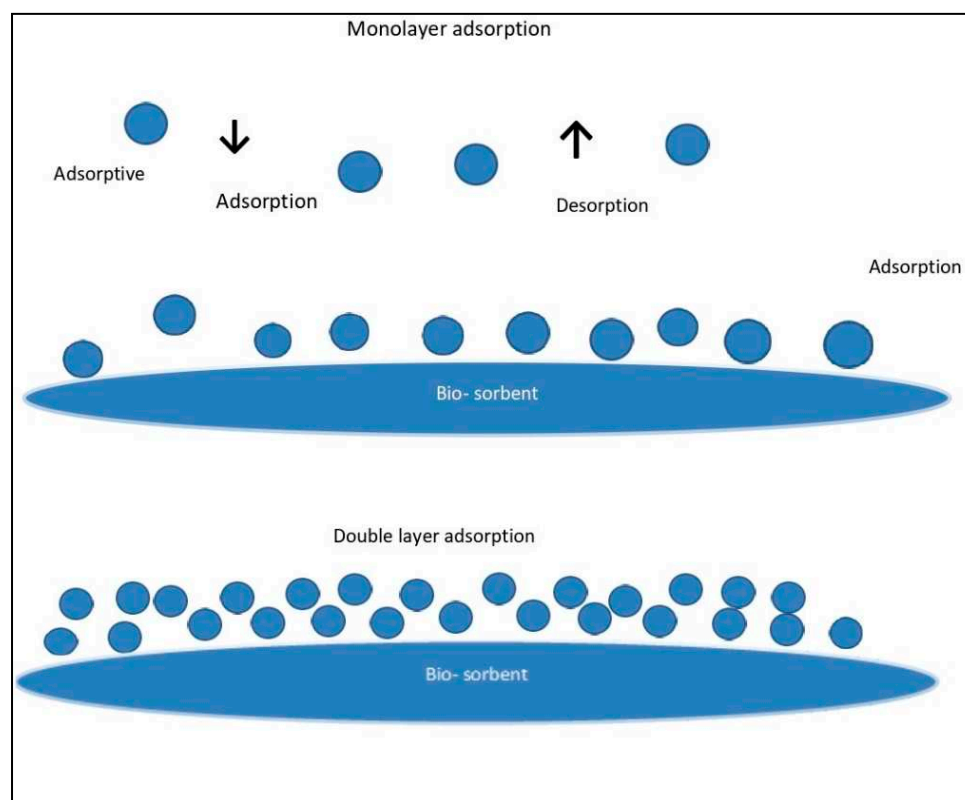 Monolayer adsorption
Adsorptive
Adsorption
Desorption
Adsorption
Bio- sorbent
Double layer adsorption
Bio- sorbent